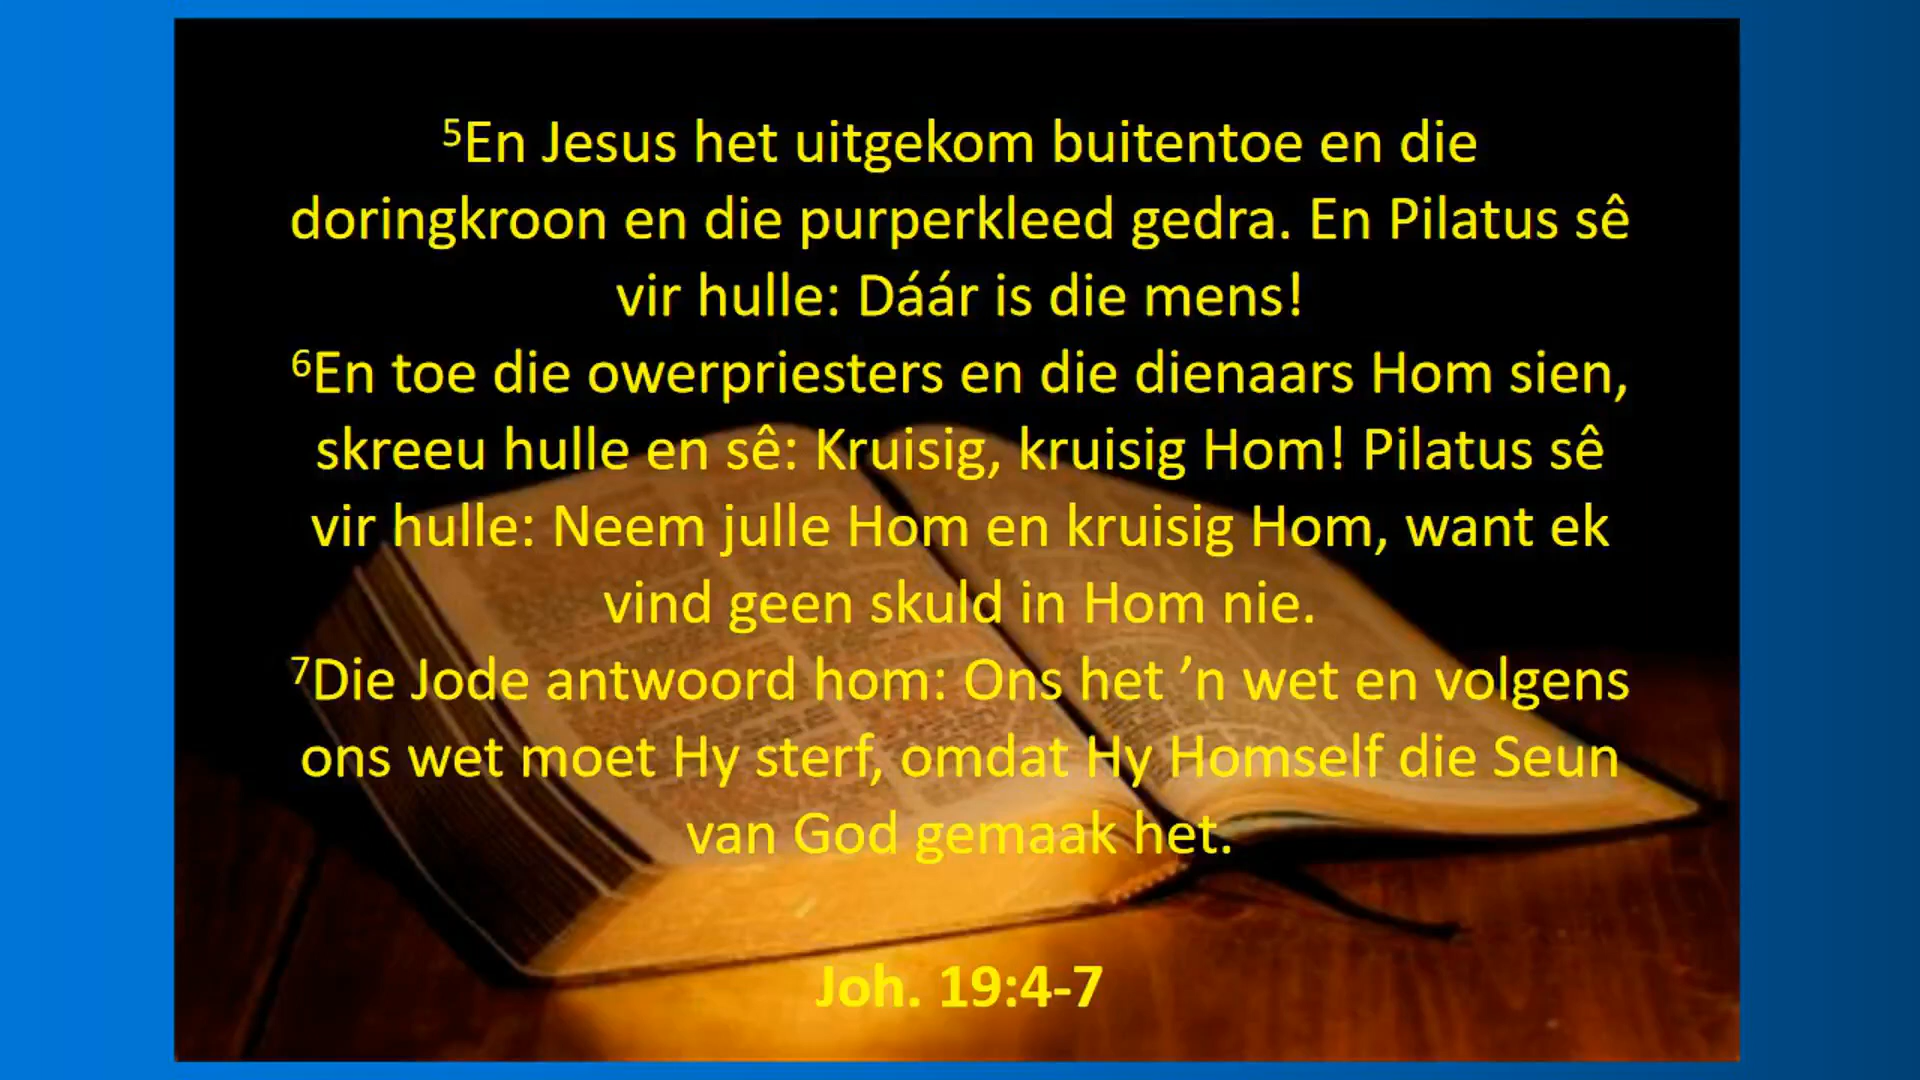 ⁵En Jesus het uitgekom buitentoe en die
doringkroon en die purperkleed gedra. En Pilatus sê
vir hulle: Dáár is die mens!
⁶En toe die owerpriesters en die dienaars Hom sien,
skreeu hulle en sê: Kruisig, kruisig Hom! Pilatus sê
vir hulle: Neem julle Hom en kruisig Hom, want ek
vind geen skuld in Hom nie.
⁷Die Jode antwoord hom: Ons het ’n wet en volgens
ons wet moet Hy sterf, omdat Hy Homself die Seun
van God gemaak het.
Joh. 19:4-7